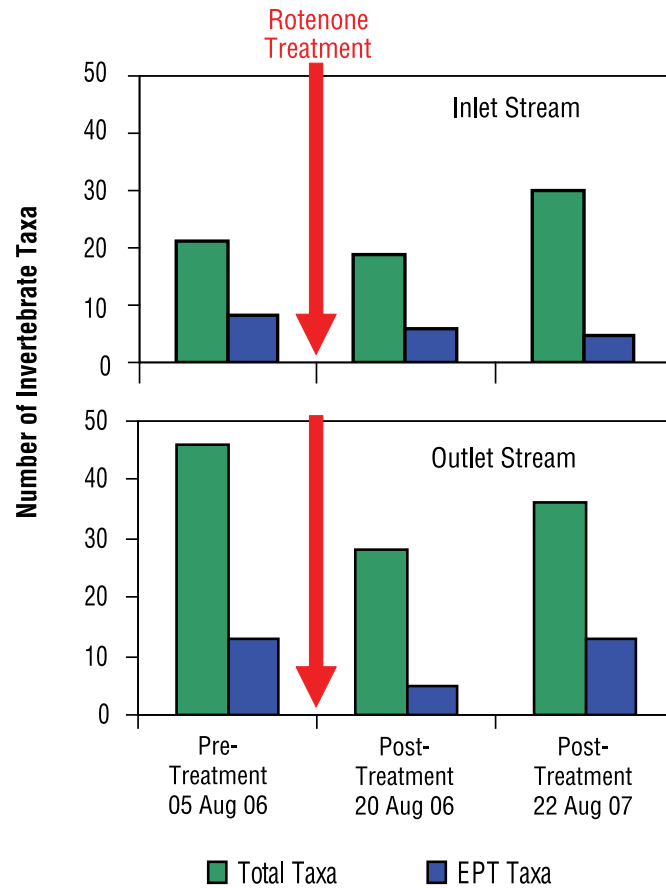 Rotenone
Treatment
Number of Invertebrate Taxa
50
40
30
20
10
0
Inlet Stream
50
40
30
20
10
0
Outlet Stream
Pre-
Treatment
05 Aug 06
Post-
Treatment
20 Aug 06
Post-
Treatment
22 Aug 07
Total Taxa
EPT Taxa